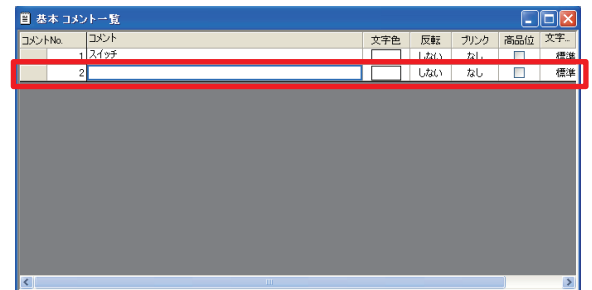 基本 コメント一覧
コメントNo. コメント 文字色 反転 ブリンク 商品位 文字...
1 スイッチ しない なし 標準
2 しない なし 標準